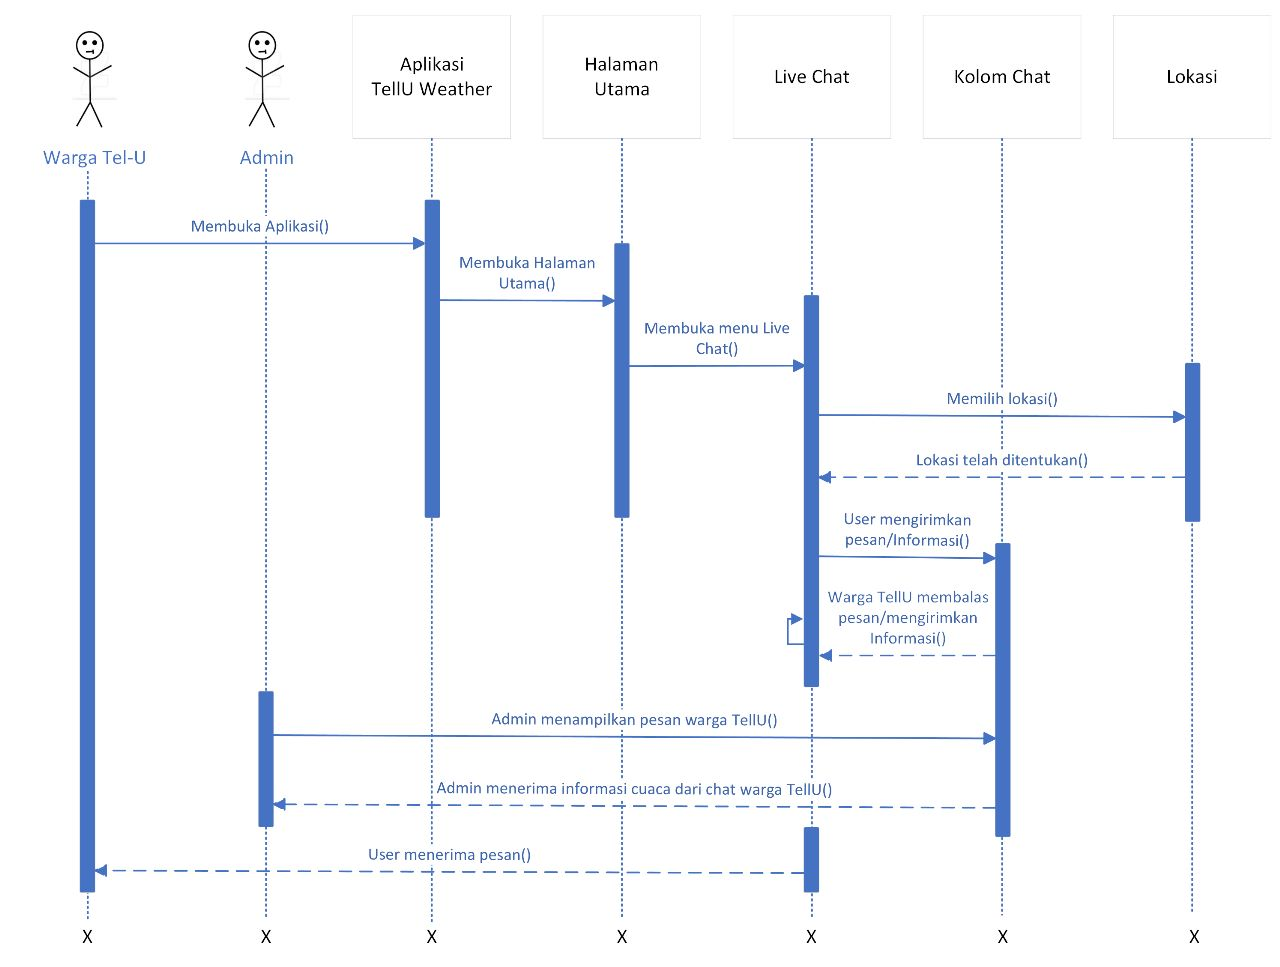 Aplikasi
TellU Weather
Halaman
Utama
Live Chat
Kolom Chat
Lokasi
Warga Tel-U
Admin
Membuka Aplikasi()
Membuka Halaman
Utama()
Membuka menu Live
Chat()
Memilih lokasi()
Lokasi telah ditentukan()
User mengirimkan
pesan/Informasi()
Warga TellU membalas
pesan/mengirimkan
Informasi()
Admin menampilkan pesan warga TellU()
Admin menerima informasi cuaca dari chat warga TellU()
User menerima pesan()
X X X X X X X